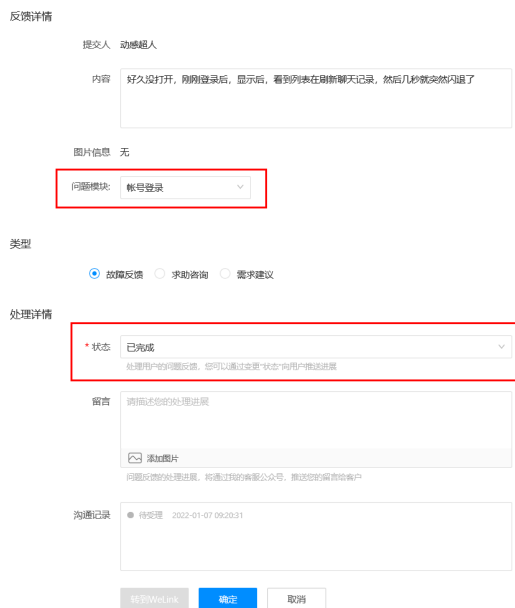 反馈详情
提交人 动感超人
内容 好久没打开，刚刚登录后，显示后，看到列表在刷新聊天记录，然后几秒就突然闪退了
图片信息 无
问题模块: 帐号登录
类型
故障反馈 求助咨询 需求建议
处理详情
* 状态 已完成
处理用户的问题反馈，您可以通过变更“状态”向用户推送进展
留言 请描述您的处理进展
添加图片
问题反馈的处理进展，将通过我的客服公众号，推送您的留言给客户
沟通记录 待受理 2022-01-07 09:20:31
转到WeLink 确定 取消